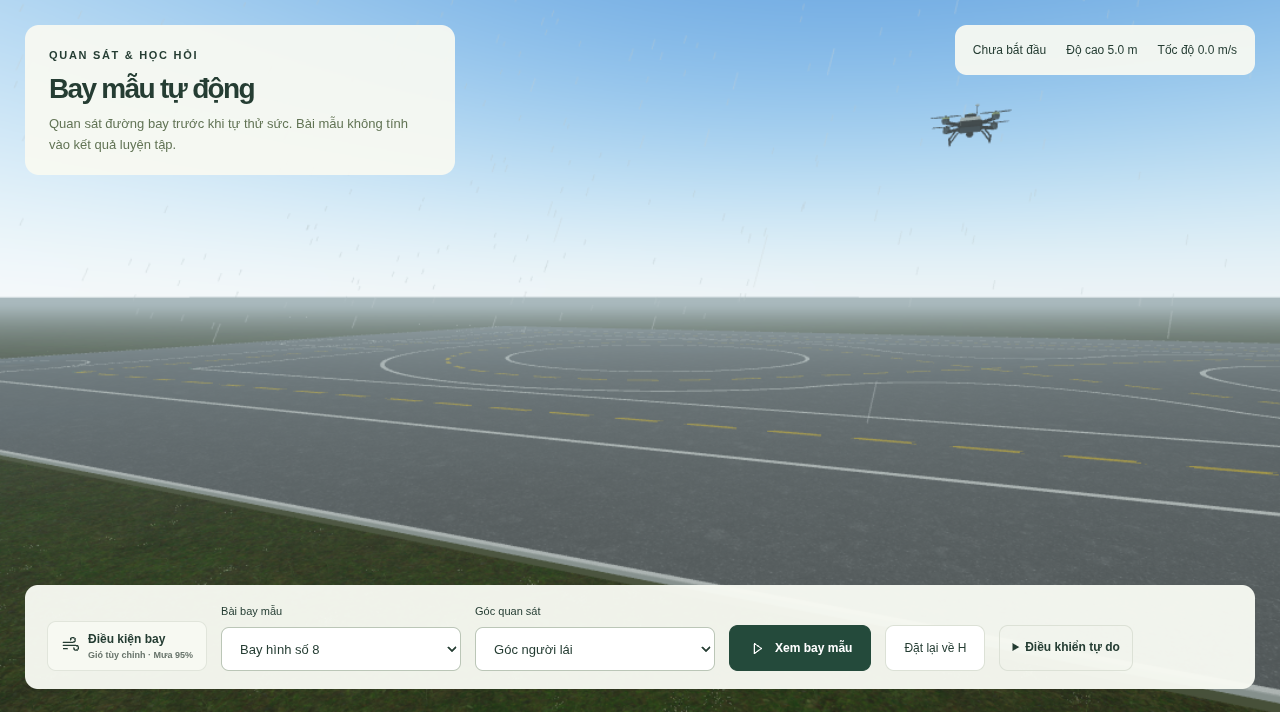 QUAN SÁT & HỌC HỎI
Bay mẫu tự động
Quan sát đường bay trước khi tự thử sức. Bài mẫu không tính
vào kết quả luyện tập.
Chưa bắt đầu Độ cao 5.0 m Tốc độ 0.0 m/s
Điều kiện bay
Gió tùy chỉnh · Mưa 95%
Bài bay mẫu
Bay hình số 8
Góc quan sát
Góc người lái
Xem bay mẫu
Đặt lại về H
Điều khiển tự do